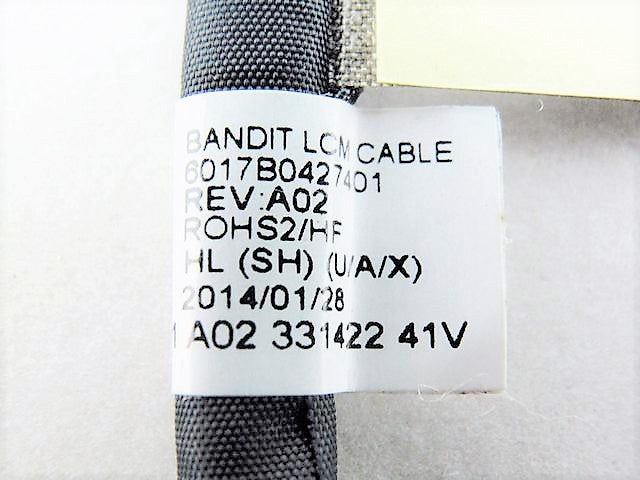 BANDIT LCM CABLE
6017B0427401
REV:A02
ROHS2/HF
HL (SH) (U/A/X)
2014/01/28
1 A02 331422 41V